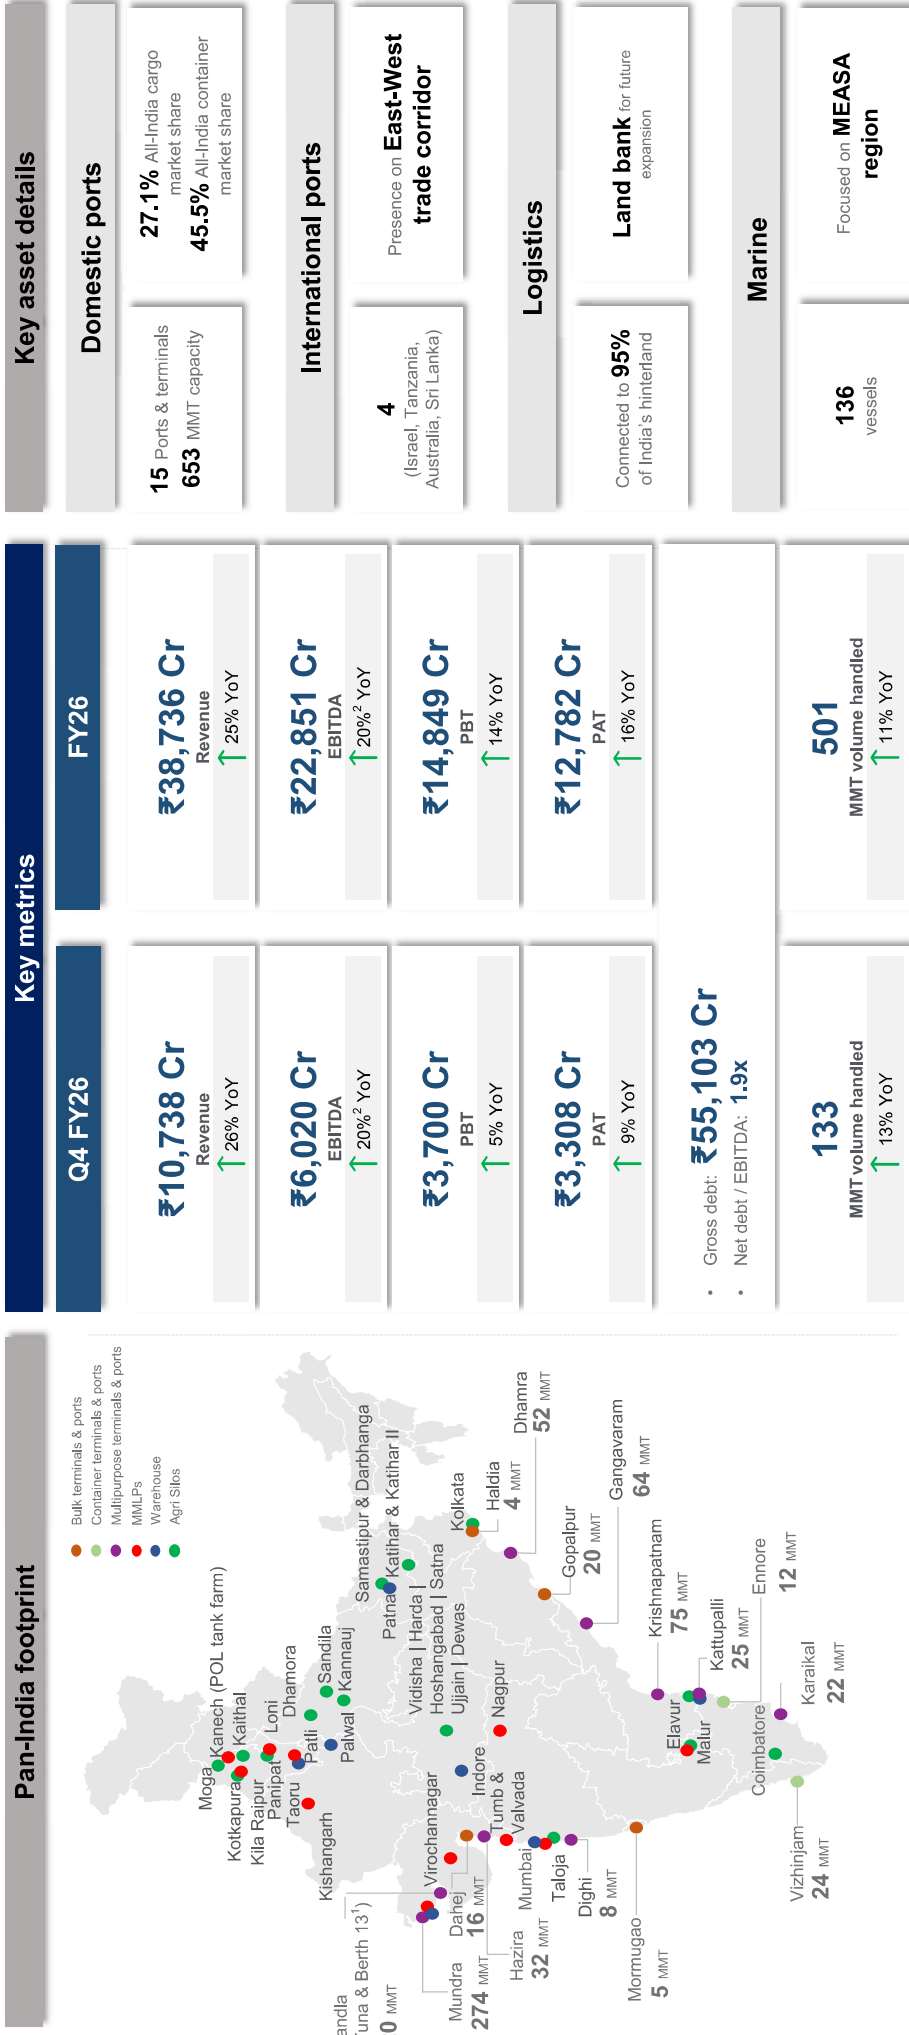 Pan-India footprint
Bulk terminals & ports
Container terminals & ports
Multipurpose terminals & ports
MMLPs
Warehouse
Agri Silos
Moga
Kanech (POL tank farm)
Kotkapura
Kaithal
Kila Raipur
Panipat
Loni
Taoru
Dhamora
Patli
Sandila
Kishangarh
Palwal
Kannauj
Samastipur & Darbhanga
Patna
Katihar & Katihar II
Vidisha | Harda |
Hoshangabad | Satna
Ujjain | Dewas
Kolkata
Haldia
4 MMT
Dhamra
52 MMT
Virochannagar
Indore
Nagpur
Tumb &
Valvada
(Tuna & Berth 13¹)
MMT
Mundra
274 MMT
Dahej
16 MMT
Hazira
32 MMT
Mumbai
Taloja
Dighi
8 MMT
Gopalpur
20 MMT
Gangavaram
64 MMT
Mormugao
5 MMT
Krishnapatnam
75 MMT
Elavur
Malur
Kattupalli
25 MMT
Ennore
12 MMT
Coimbatore
Karaikal
22 MMT
Vizhinjam
24 MMT
Key metrics
Q4 FY26
FY26
₹10,738 Cr
Revenue
26% YoY
₹38,736 Cr
Revenue
25% YoY
₹6,020 Cr
EBITDA
20%² YoY
₹22,851 Cr
EBITDA
20%² YoY
₹3,700 Cr
PBT
5% YoY
₹14,849 Cr
PBT
14% YoY
₹3,308 Cr
PAT
9% YoY
₹12,782 Cr
PAT
16% YoY
• Gross debt: ₹55,103 Cr
• Net debt / EBITDA: 1.9x
133
MMT volume handled
13% YoY
501
MMT volume handled
11% YoY
Key asset details
Domestic ports
15 Ports & terminals
653 MMT capacity
27.1% All-India cargo
market share
45.5% All-India container
market share
International ports
4
(Israel, Tanzania,
Australia, Sri Lanka)
Presence on East-West
trade corridor
Logistics
Connected to 95%
of India's hinterland
Land bank for future
expansion
Marine
136
vessels
Focused on MEASA
region